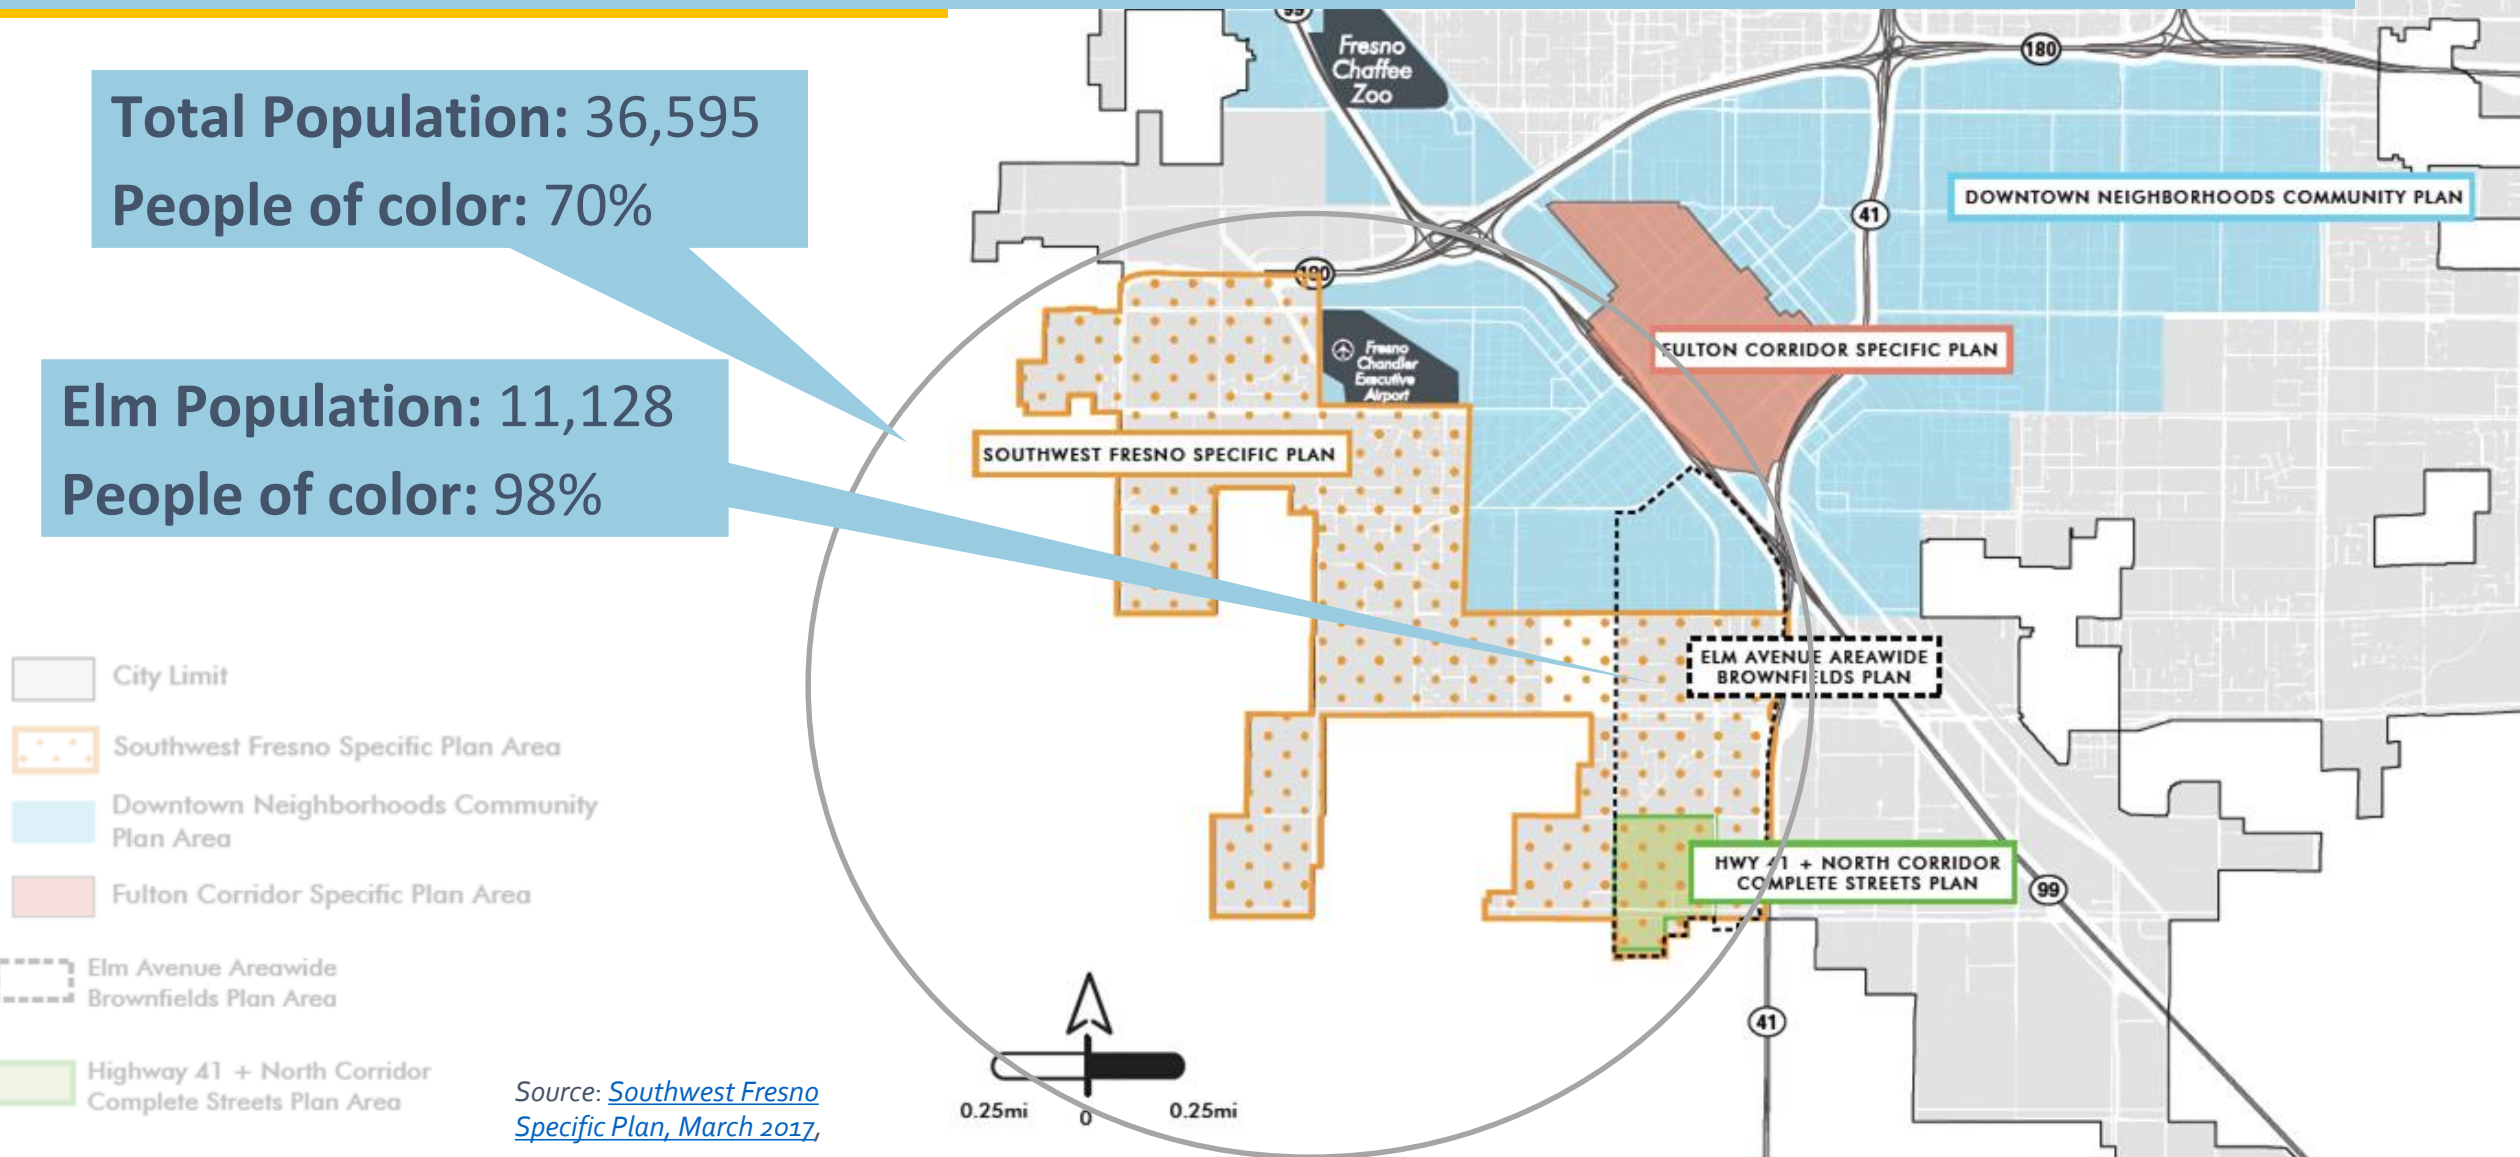 Total Population: 36,595
People of color: 70%
Elm Population: 11,128
People of color: 98%
99
Fresno
Chaffee
Zoo
180
DOWNTOWN NEIGHBORHOODS COMMUNITY PLAN
41
180
FULTON CORRIDOR SPECIFIC PLAN
Fresno
Chandler
Executive
Airport
SOUTHWEST FRESNO SPECIFIC PLAN
ELM AVENUE AREAWIDE
BROWNFIELDS PLAN
HWY 41 + NORTH CORRIDOR
COMPLETE STREETS PLAN
99
41
City Limit
Southwest Fresno Specific Plan Area
Downtown Neighborhoods Community
Plan Area
Fulton Corridor Specific Plan Area
Elm Avenue Areawide
Brownfields Plan Area
Highway 41 + North Corridor
Complete Streets Plan Area
Source: Southwest Fresno
Specific Plan, March 2017,
0.25mi 0 0.25mi